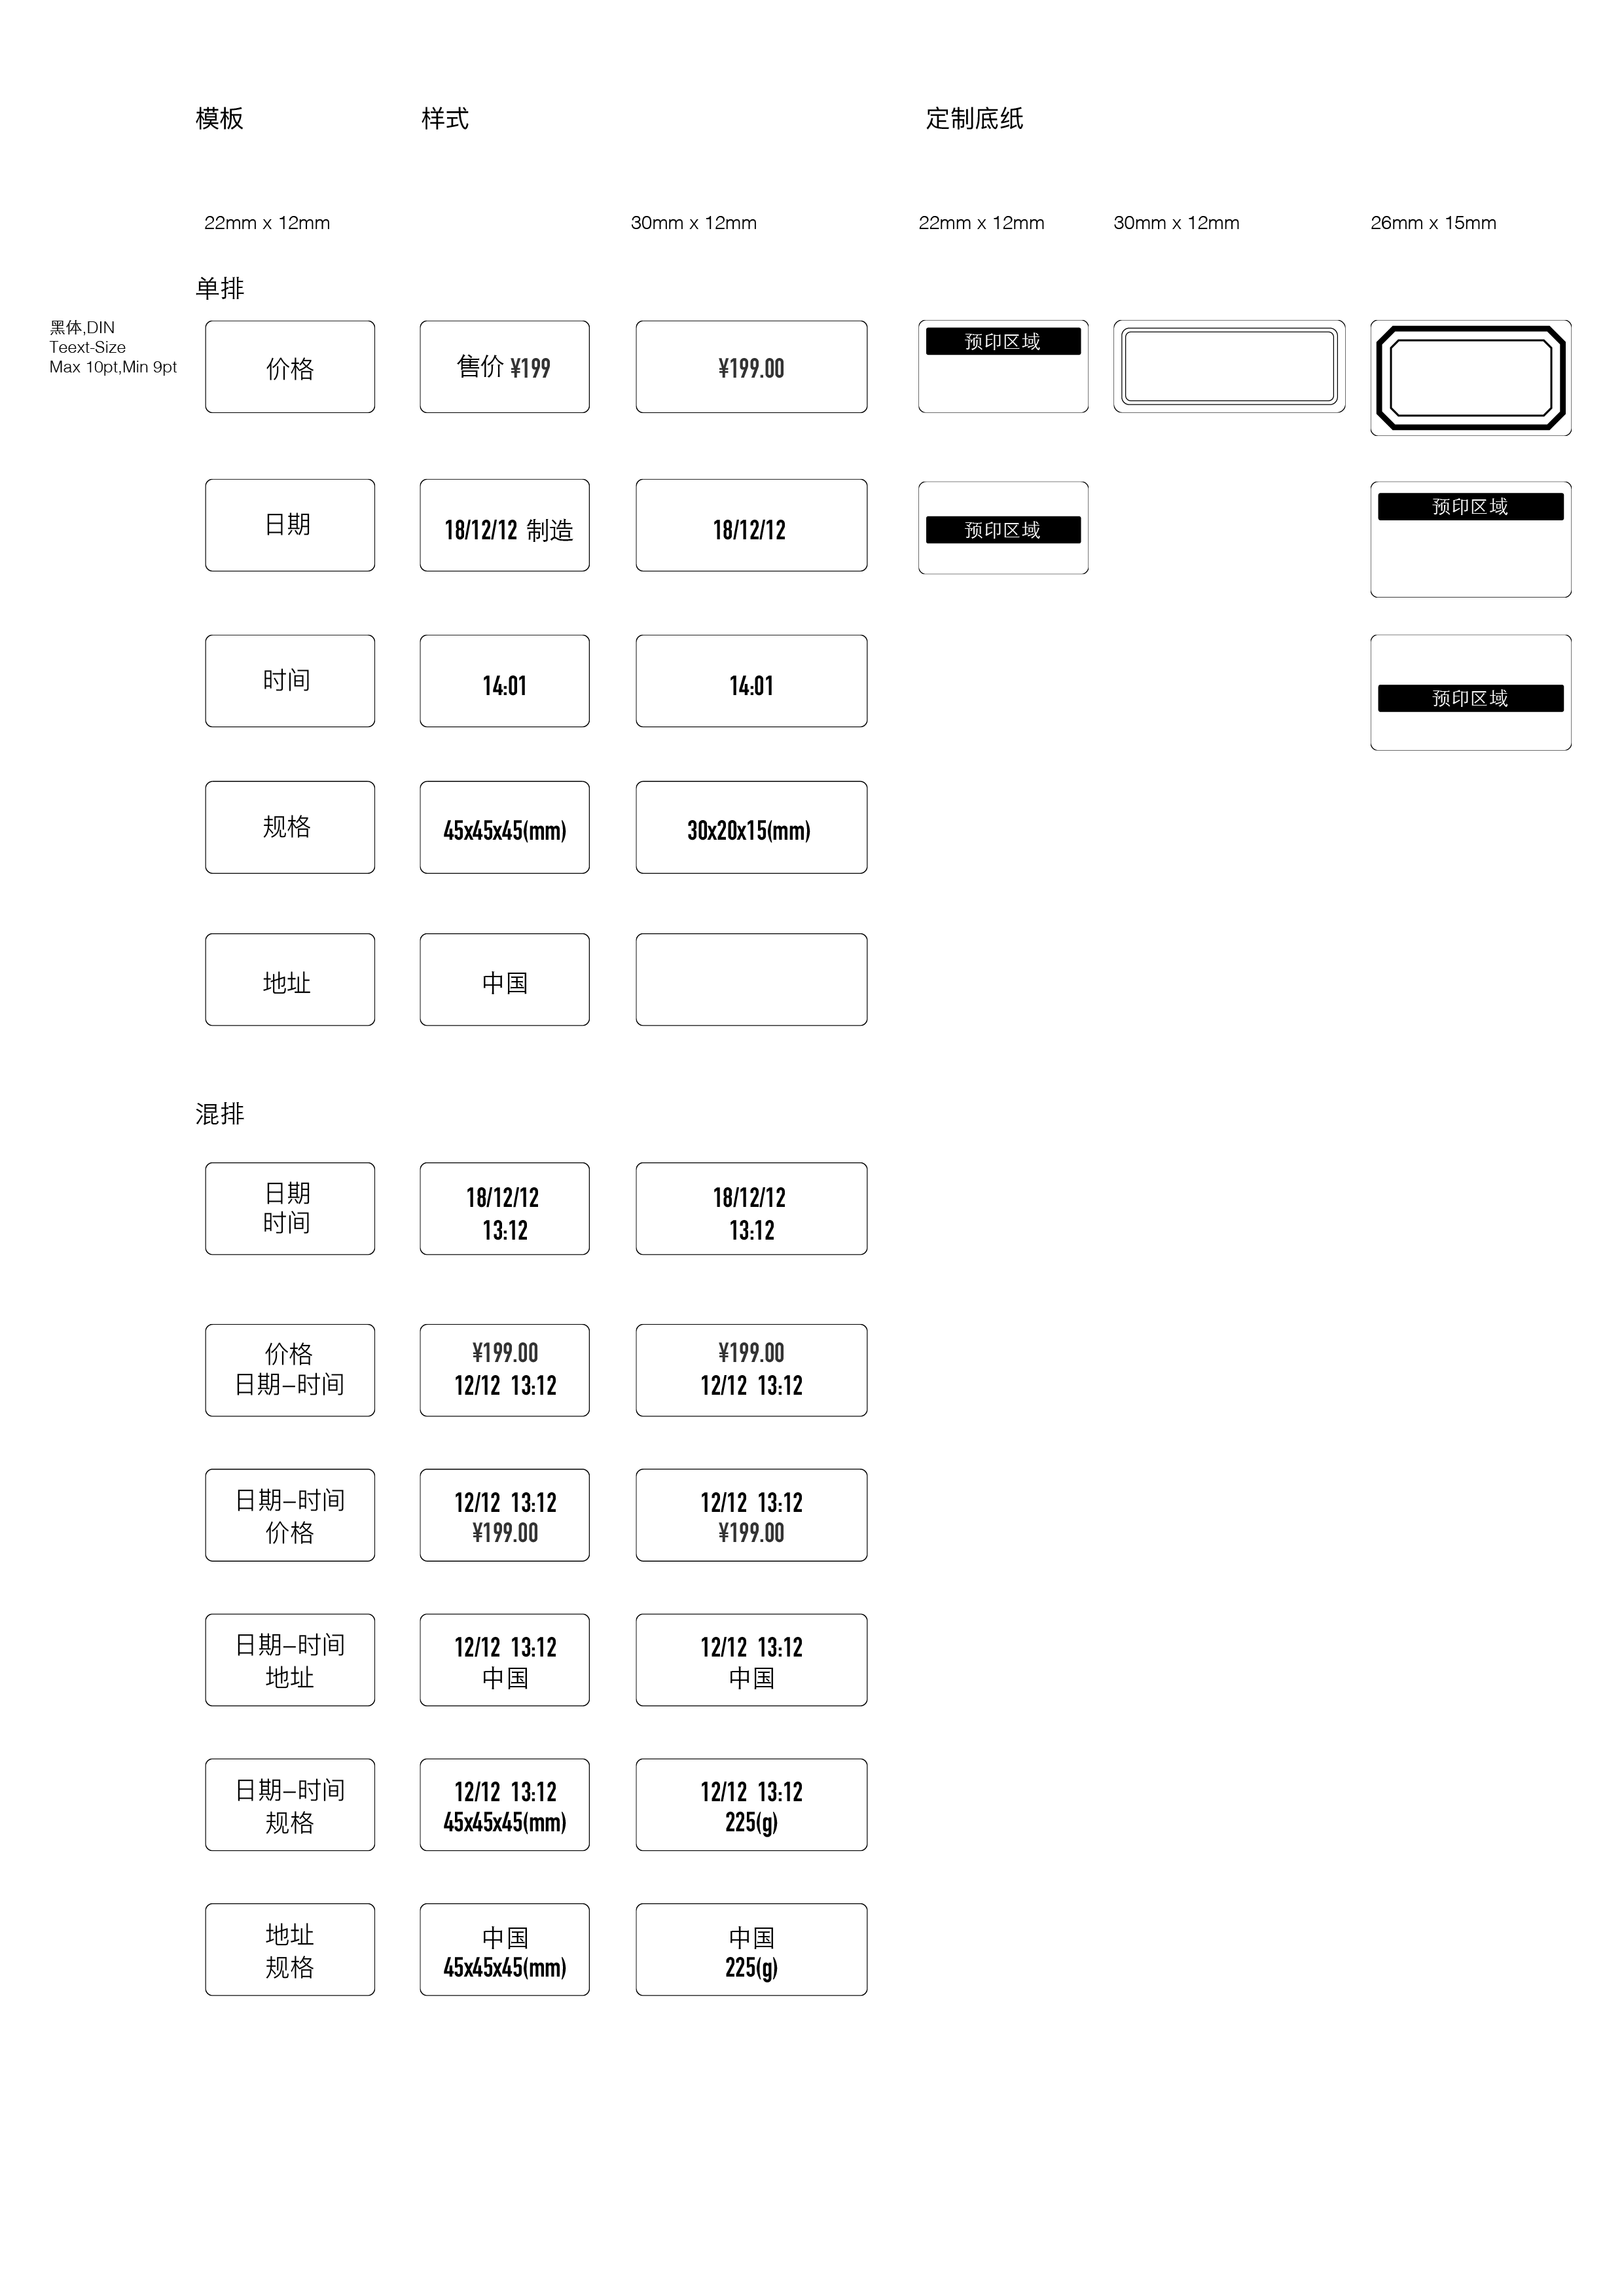 模板
样式
定制底纸
22mm x 12mm
30mm x 12mm
22mm x 12mm
30mm x 12mm
26mm x 15mm
单排
黑体,DIN
Teext-Size
Max 10pt,Min 9pt
价格
售价 ¥199
¥199.00
预印区域
日期
18/12/12 制造
18/12/12
预印区域
预印区域
时间
14:01
14:01
预印区域
规格
45x45x45(mm)
30x20x15(mm)
地址
中国
混排
日期
时间
18/12/12
13:12
18/12/12
13:12
价格
日期-时间
¥199.00
12/12 13:12
¥199.00
12/12 13:12
日期-时间
价格
12/12 13:12
¥199.00
12/12 13:12
¥199.00
日期-时间
地址
12/12 13:12
中国
12/12 13:12
中国
日期-时间
规格
12/12 13:12
45x45x45(mm)
12/12 13:12
225(g)
地址
规格
中国
45x45x45(mm)
中国
225(g)